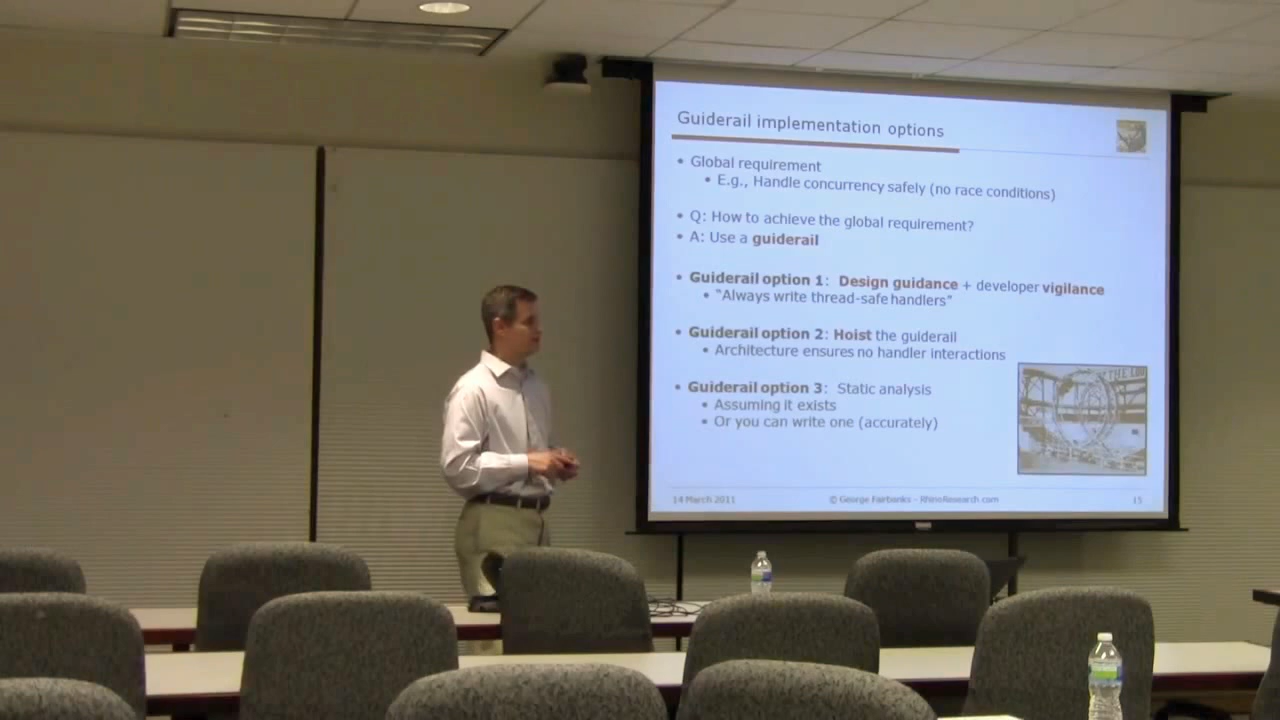 Guiderail implementation options
• Global requirement
• E.g., Handle concurrency safely (no race conditions)
• Q: How to achieve the global requirement?
• A: Use a guiderail
• Guiderail option 1: Design guidance + developer vigilance
• "Always write thread-safe handlers"
• Guiderail option 2: Hoist the guiderail
• Architecture ensures no handler interactions
• Guiderail option 3: Static analysis
• Assuming it exists
• Or you can write one (accurately)
14 March 2011 © George Fairbanks - RhinoResearch.com 15